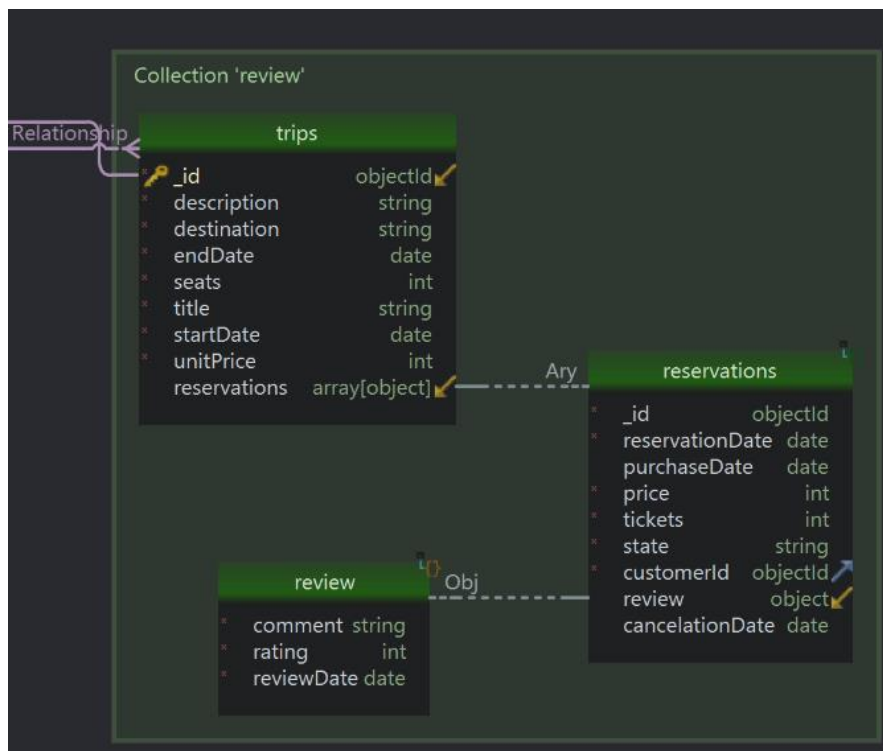 Collection 'review'
Relationship
trips
_id objectId
description string
destination string
endDate date
seats int
title string
startDate date
unitPrice int
reservations array[object]
Ary
reservations
_id objectId
reservationDate date
purchaseDate date
price int
tickets int
state string
customerId objectId
review object
cancelationDate date
Obj
review
comment string
rating int
reviewDate date